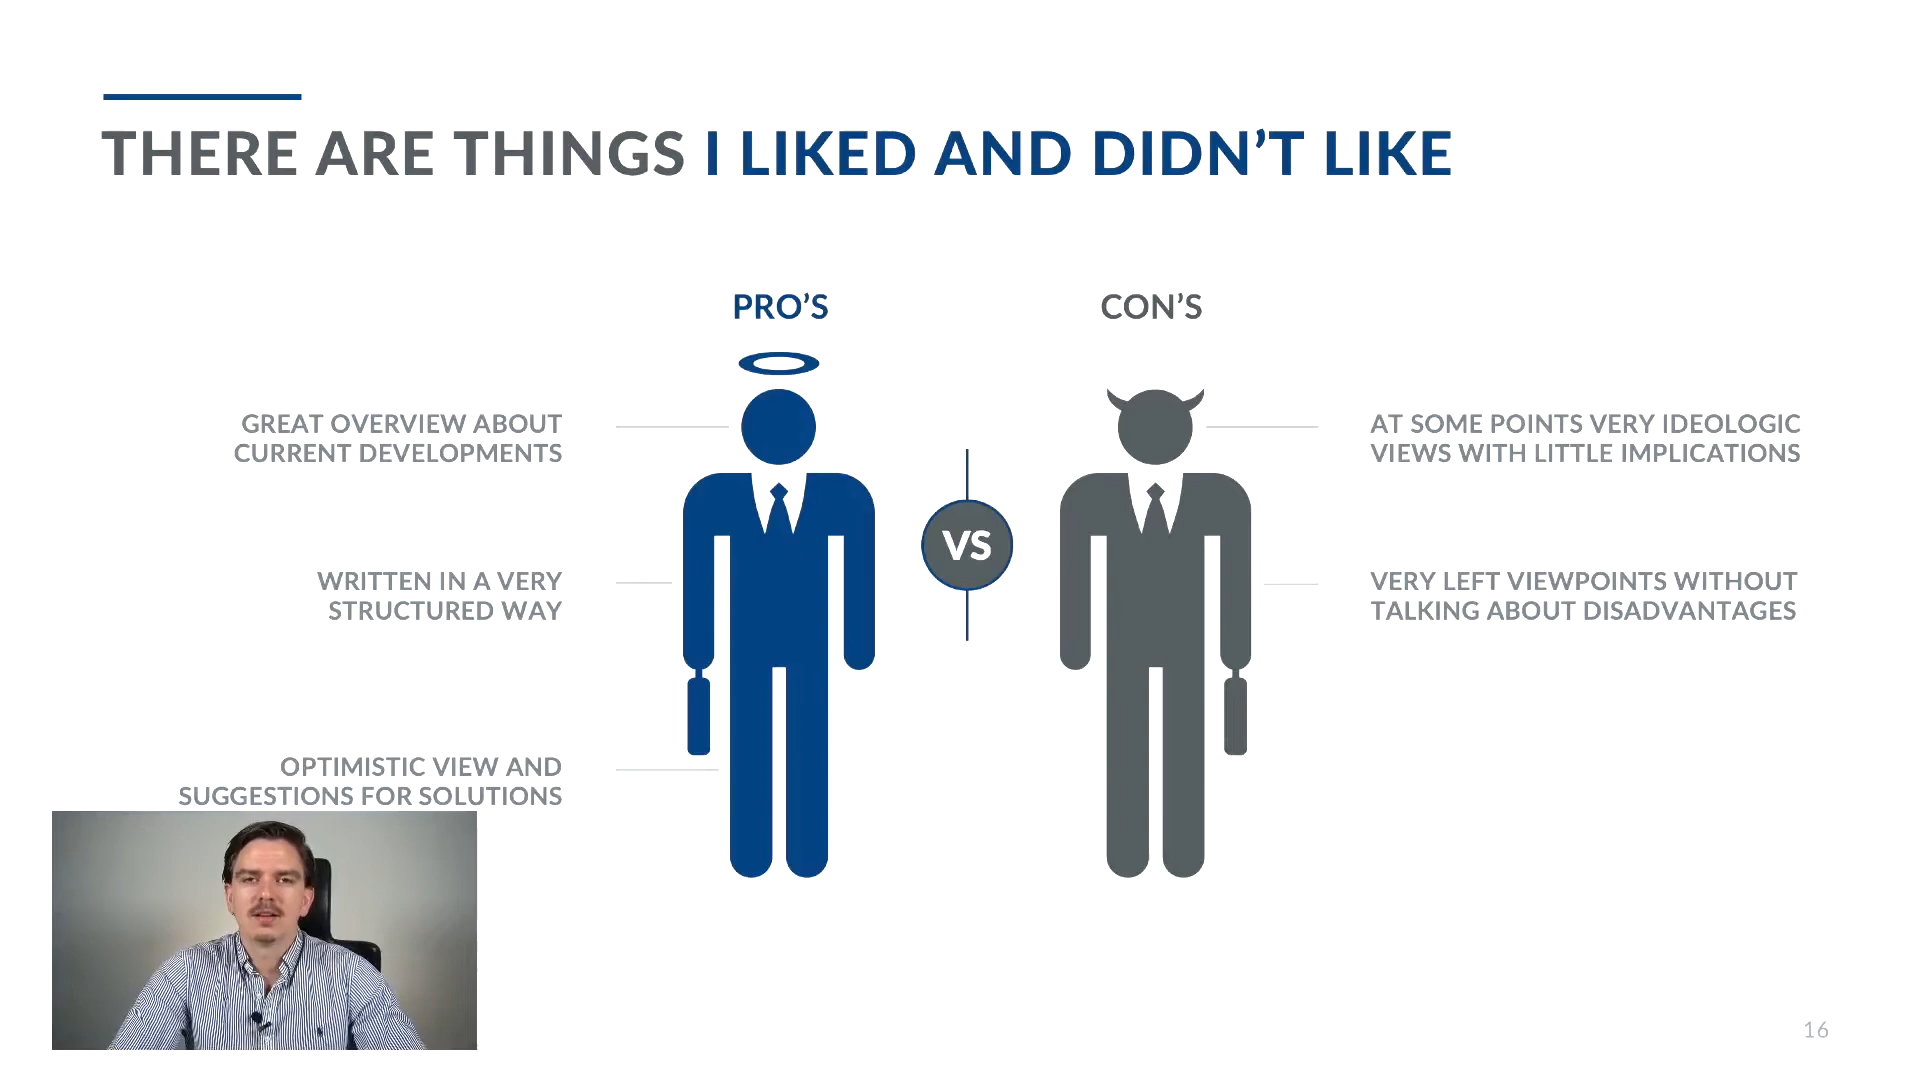 THERE ARE THINGS I LIKED AND DIDN’T LIKE
PRO’S
GREAT OVERVIEW ABOUT
CURRENT DEVELOPMENTS
WRITTEN IN A VERY
STRUCTURED WAY
OPTIMISTIC VIEW AND
SUGGESTIONS FOR SOLUTIONS
VS
CON’S
AT SOME POINTS VERY IDEOLOGIC
VIEWS WITH LITTLE IMPLICATIONS
VERY LEFT VIEWPOINTS WITHOUT
TALKING ABOUT DISADVANTAGES
16